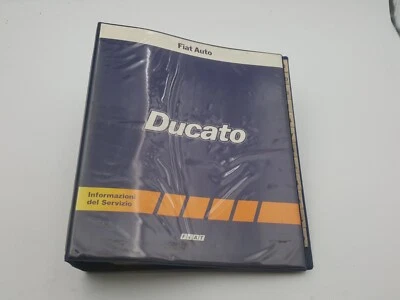 Fiat Auto
Ducato
Informazioni
del Servizio
FIAT